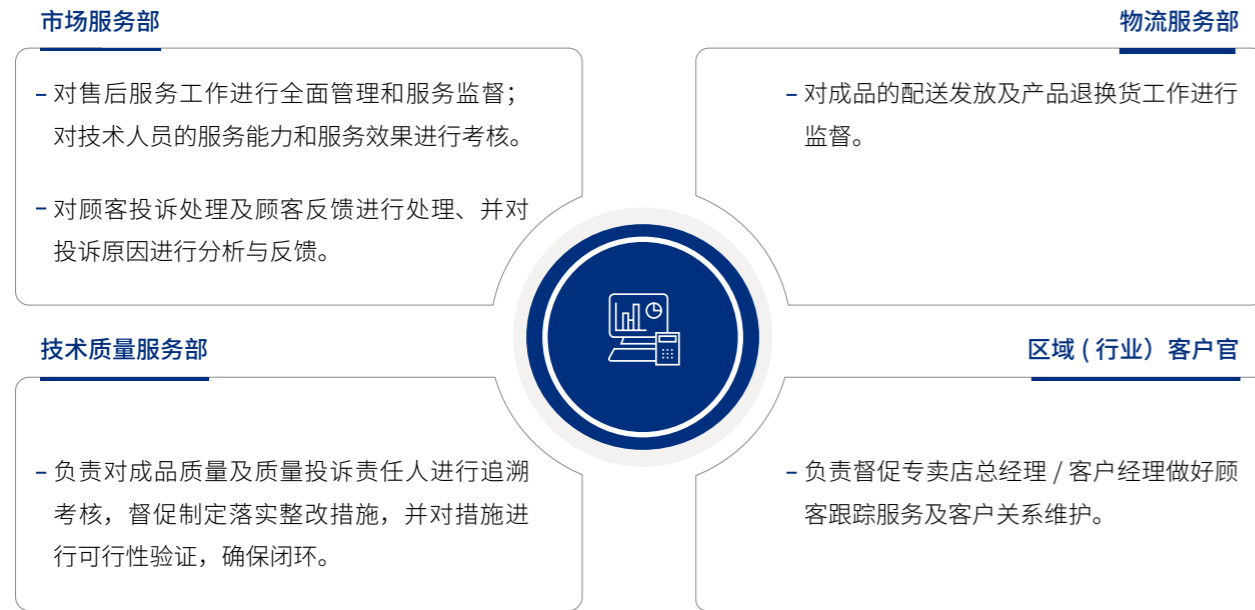 市场服务部
– 对售后服务工作进行全面管理和服务监督；
对技术人员的服务能力和服务效果进行考核。
– 对顾客投诉处理及顾客反馈进行处理、并对
投诉原因进行分析与反馈。
物流服务部
– 对成品的配送发放及产品退换货工作进行
监督。
技术质量服务部
– 负责对成品质量及质量投诉责任人进行追溯
考核，督促制定落实整改措施，并对措施进
行可行性验证，确保闭环。
区域 ( 行业）客户官
– 负责督促专卖店总经理 / 客户经理做好顾
客跟踪服务及客户关系维护。